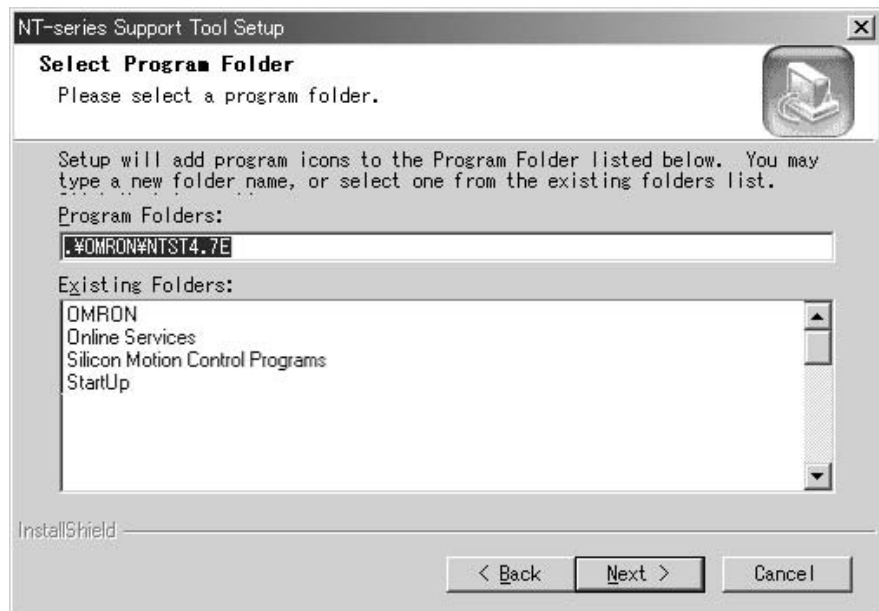 NT-series Support Tool Setup
Select Program Folder
Please select a program folder.
Setup will add program icons to the Program Folder listed below. You may
type a new folder name, or select one from the existing folders list.
Program Folders:
.¥OMRON¥NTST4.7E
Existing Folders:
OMRON
Online Services
Silicon Motion Control Programs
StartUp
InstallShield
< Back Next > Cancel